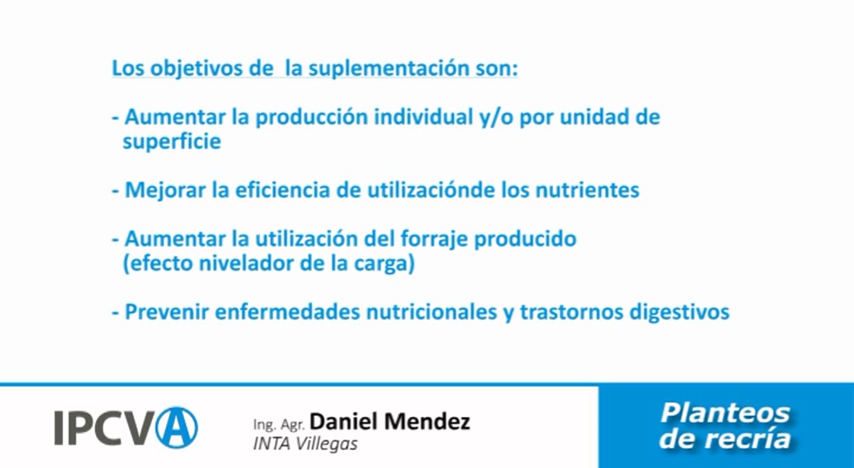 Los objetivos de  la suplementación son:
- Aumentar la producción individual y/o por unidad de
superficie
- Mejorar la eficiencia de utilizaciónde los nutrientes
- Aumentar la utilización del forraje producido
(efecto nivelador de la carga)
- Prevenir enfermedades nutricionales y trastornos digestivos
IPCVA
Ing. Agr. Daniel Mendez
INTA Villegas
Planteos
de recría